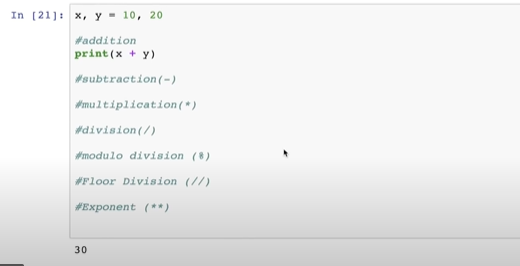 In [21]: x, y = 10, 20
#addition
print(x + y)
#subtraction(-)
#multiplication(*)
#division(/)
#modulo division (%)
#Floor Division (//)
#Exponent (**)
30